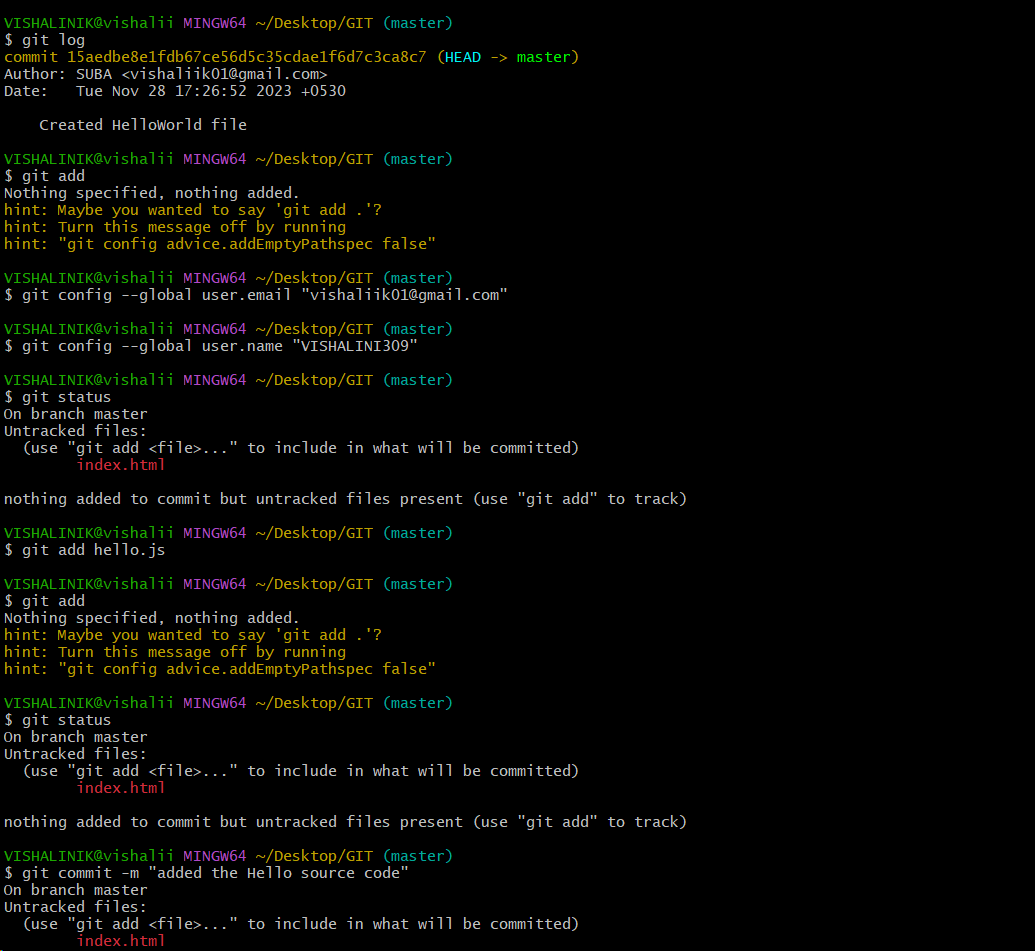 VISHALINIK@vishalii MINGW64 ~/Desktop/GIT (master)
$ git log
commit 15aedbe8e1fdb67ce56d5c35cdae1f6d7c3ca8c7 (HEAD -> master)
Author: SUBA <vishaliik01@gmail.com>
Date:   Tue Nov 28 17:26:52 2023 +0530
    Created HelloWorld file
VISHALINIK@vishalii MINGW64 ~/Desktop/GIT (master)
$ git add
Nothing specified, nothing added.
hint: Maybe you wanted to say 'git add .'?
hint: Turn this message off by running
hint: "git config advice.addEmptyPathspec false"
VISHALINIK@vishalii MINGW64 ~/Desktop/GIT (master)
$ git config --global user.email "vishaliik01@gmail.com"
VISHALINIK@vishalii MINGW64 ~/Desktop/GIT (master)
$ git config --global user.name "VISHALINI309"
VISHALINIK@vishalii MINGW64 ~/Desktop/GIT (master)
$ git status
On branch master
Untracked files:
  (use "git add <file>..." to include in what will be committed)
        index.html
nothing added to commit but untracked files present (use "git add" to track)
VISHALINIK@vishalii MINGW64 ~/Desktop/GIT (master)
$ git add hello.js
VISHALINIK@vishalii MINGW64 ~/Desktop/GIT (master)
$ git add
Nothing specified, nothing added.
hint: Maybe you wanted to say 'git add .'?
hint: Turn this message off by running
hint: "git config advice.addEmptyPathspec false"
VISHALINIK@vishalii MINGW64 ~/Desktop/GIT (master)
$ git status
On branch master
Untracked files:
  (use "git add <file>..." to include in what will be committed)
        index.html
nothing added to commit but untracked files present (use "git add" to track)
VISHALINIK@vishalii MINGW64 ~/Desktop/GIT (master)
$ git commit -m "added the Hello source code"
On branch master
Untracked files:
  (use "git add <file>..." to include in what will be committed)
        index.html